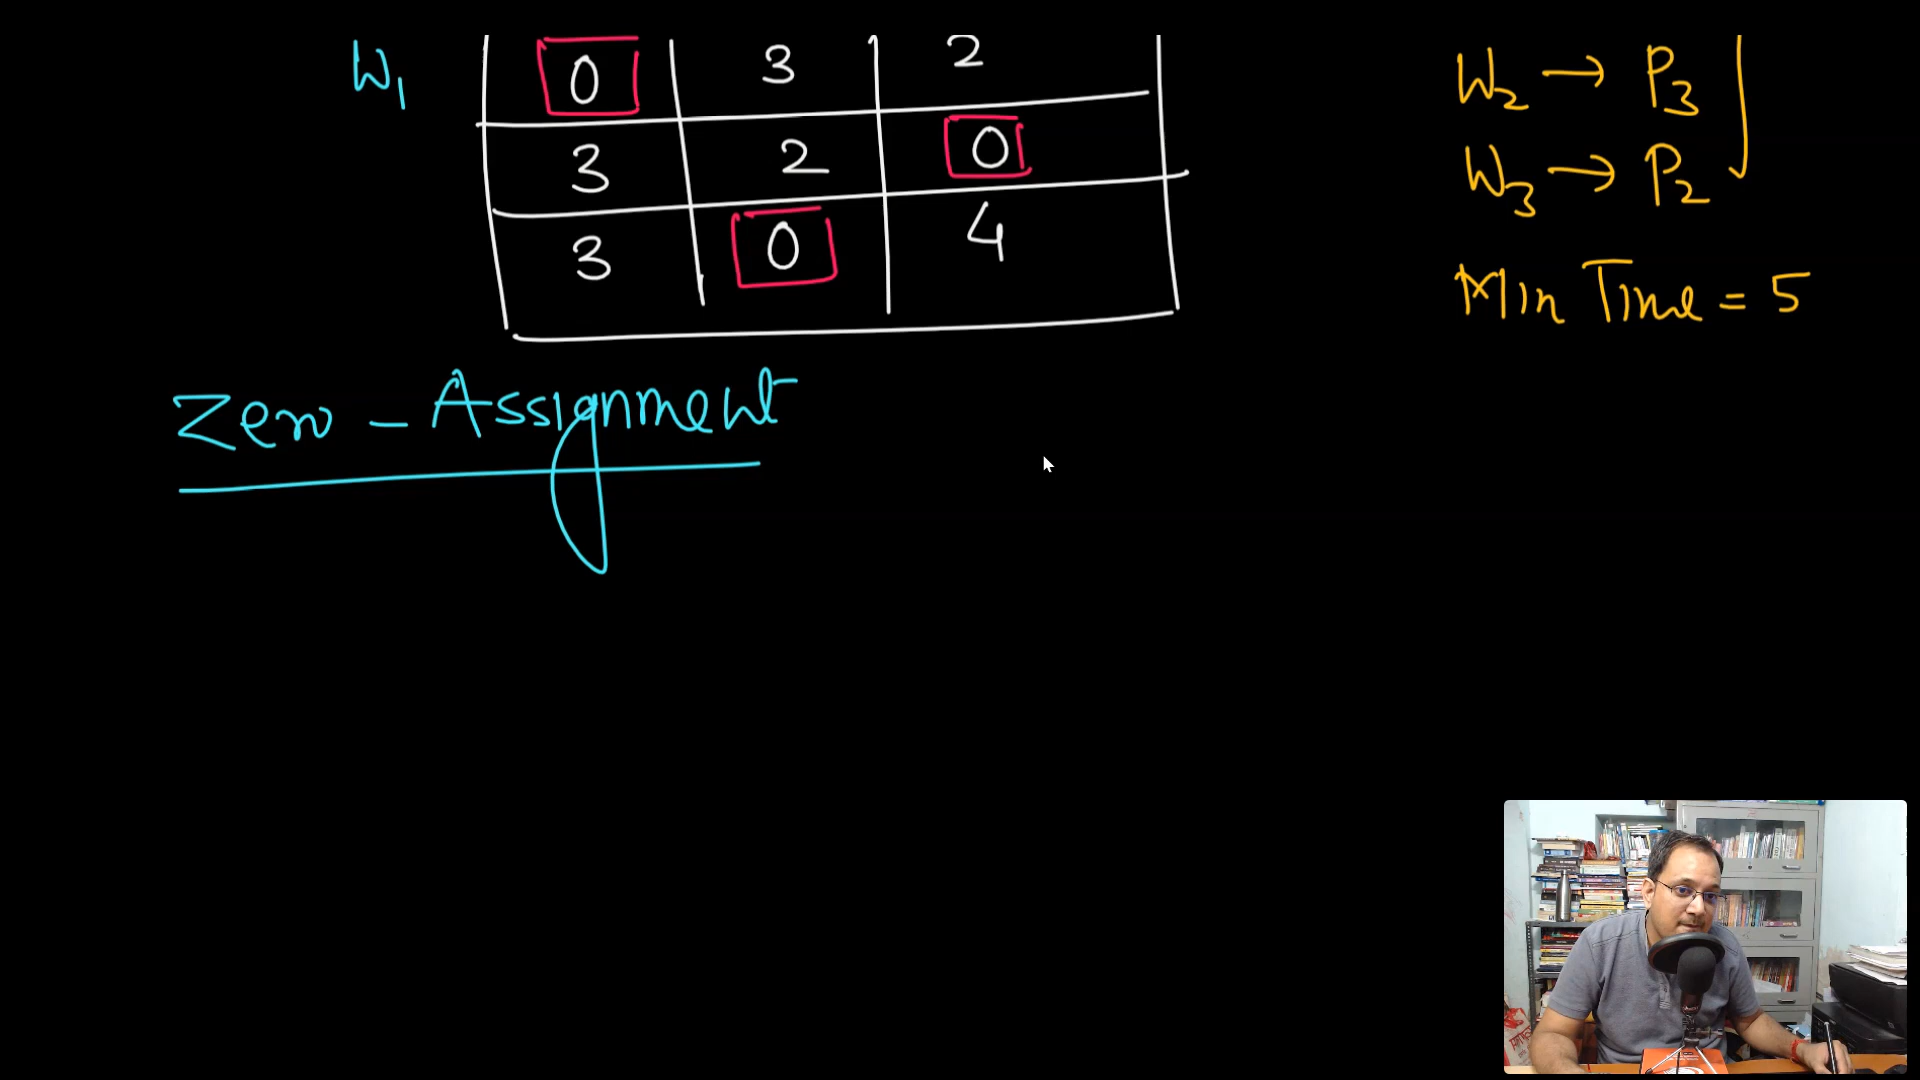 W1 0 3 2
3 2 0
3 0 4
W2 → P3
W3 → P2
Min Time = 5
Zero - Assignment